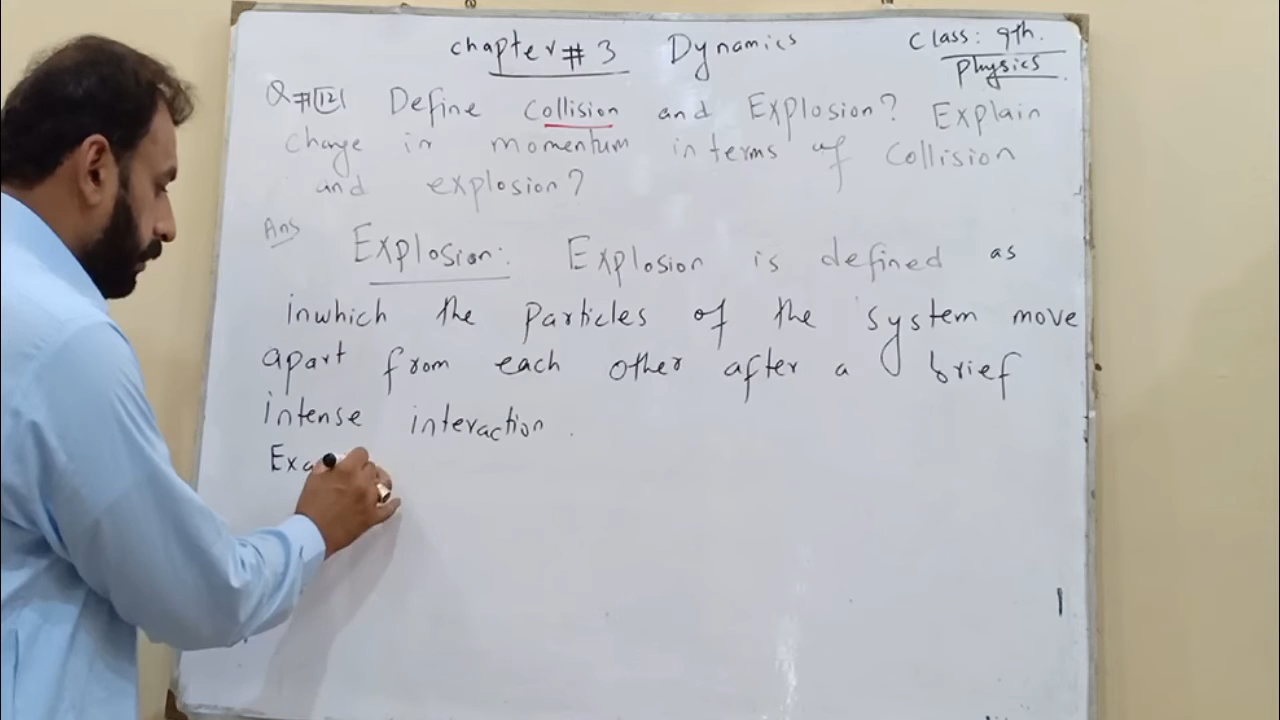 Chapter # 3 Dynamics Class: 9th.
Physics
Q#12 Define Collision and Explosion? Explain
change in momentum in terms of Collision
and explosion?
Ans
Explosion: Explosion is defined as
inwhich the particles of the system move
apart from each other after a brief
intense interaction.
Exa